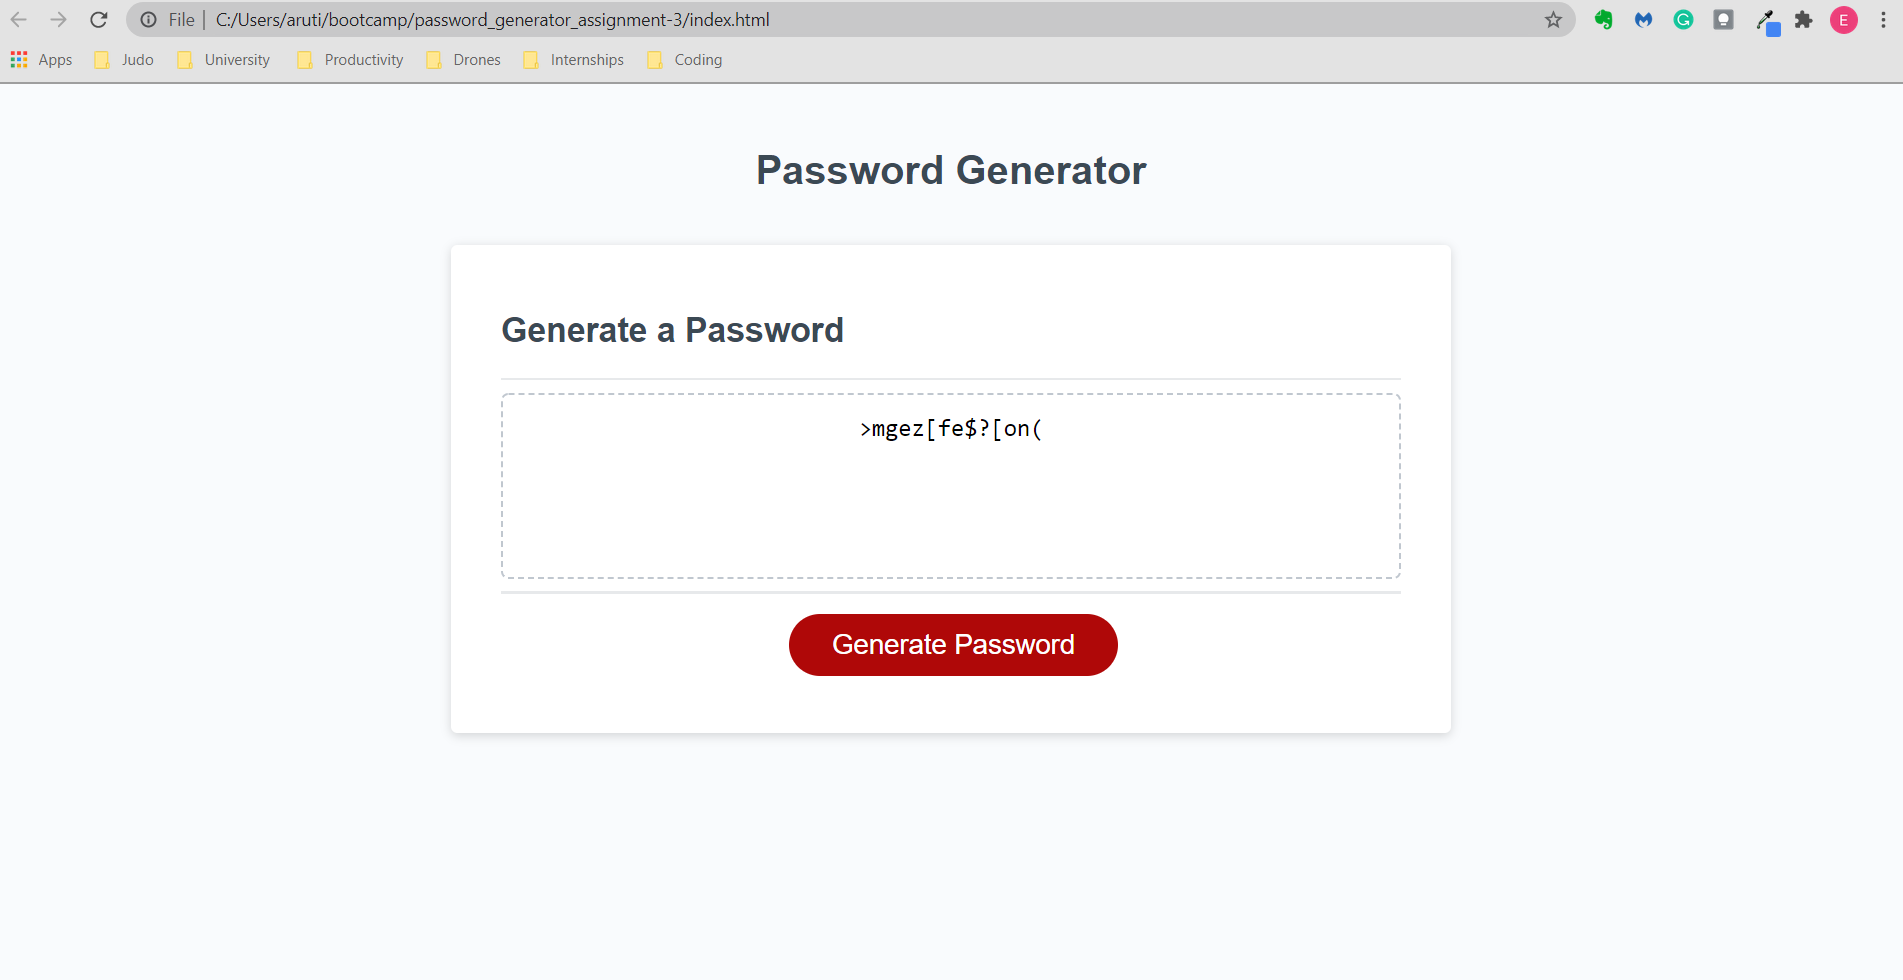 File | C:/Users/aruti/bootcamp/password_generator_assignment-3/index.html
G
E
Apps Judo University Productivity Drones Internships Coding
Password Generator
Generate a Password
>mgez[fe$?[on(
Generate Password